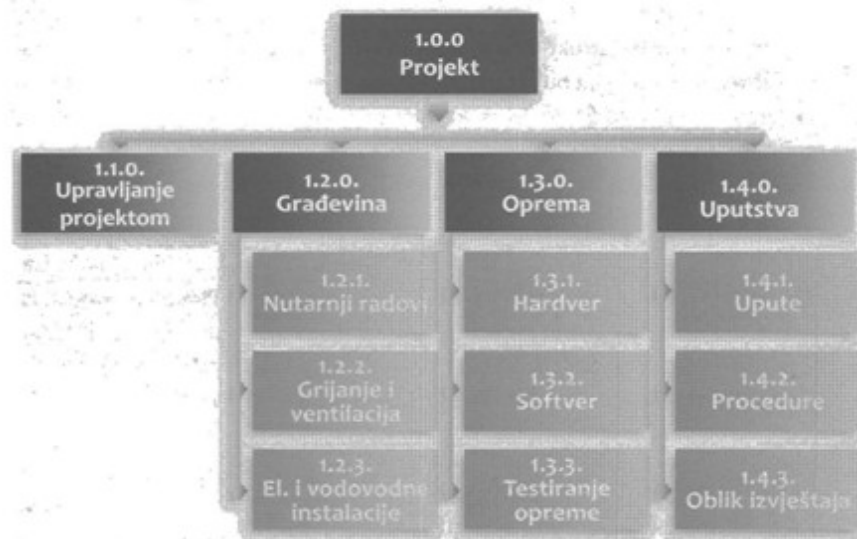 1.0.0
Projekt
1.1.0.
Upravljanje
projektom
1.2.0.
Građevina
1.3.0.
Oprema
1.4.0.
Uputstva
1.2.1.
Nutarnji radovi
1.3.1.
Hardver
1.4.1.
Upute
1.2.2.
Grijanje i
ventilacija
1.3.2.
Softver
1.4.2.
Procedure
1.2.3.
El. i vodovodne
instalacije
1.3.3.
Testiranje
opreme
1.4.3.
Oblik izvještaja